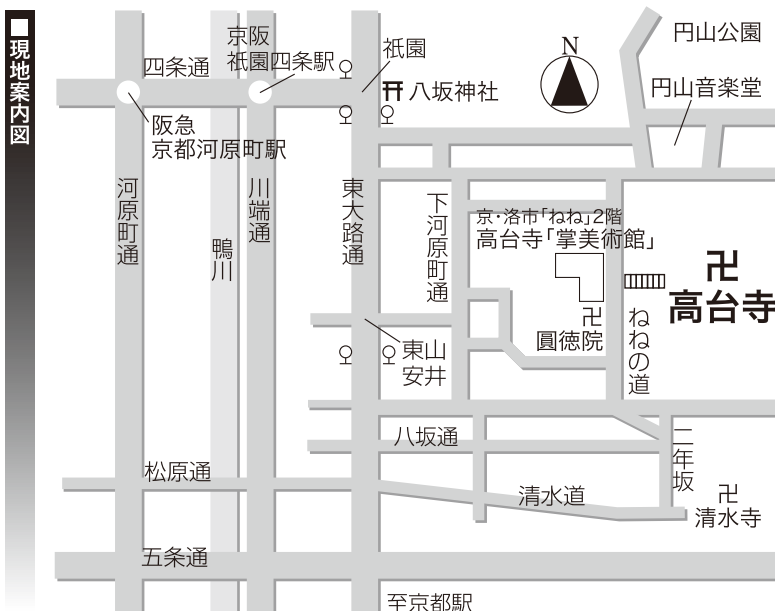 ■現地案内図
四条通
京阪
祇園四条駅
祇園
八坂神社
N
円山公園
円山音楽堂
阪急
京都河原町駅
河原町通
鴨川
川端通
東大路通
下河原町通
京・洛市「ねね」2階
高台寺「掌美術館」
卍
高台寺
卍
圓徳院
ねねの道
東山
安井
八坂通
二年坂
松原通
清水道
卍
清水寺
五条通
至京都駅